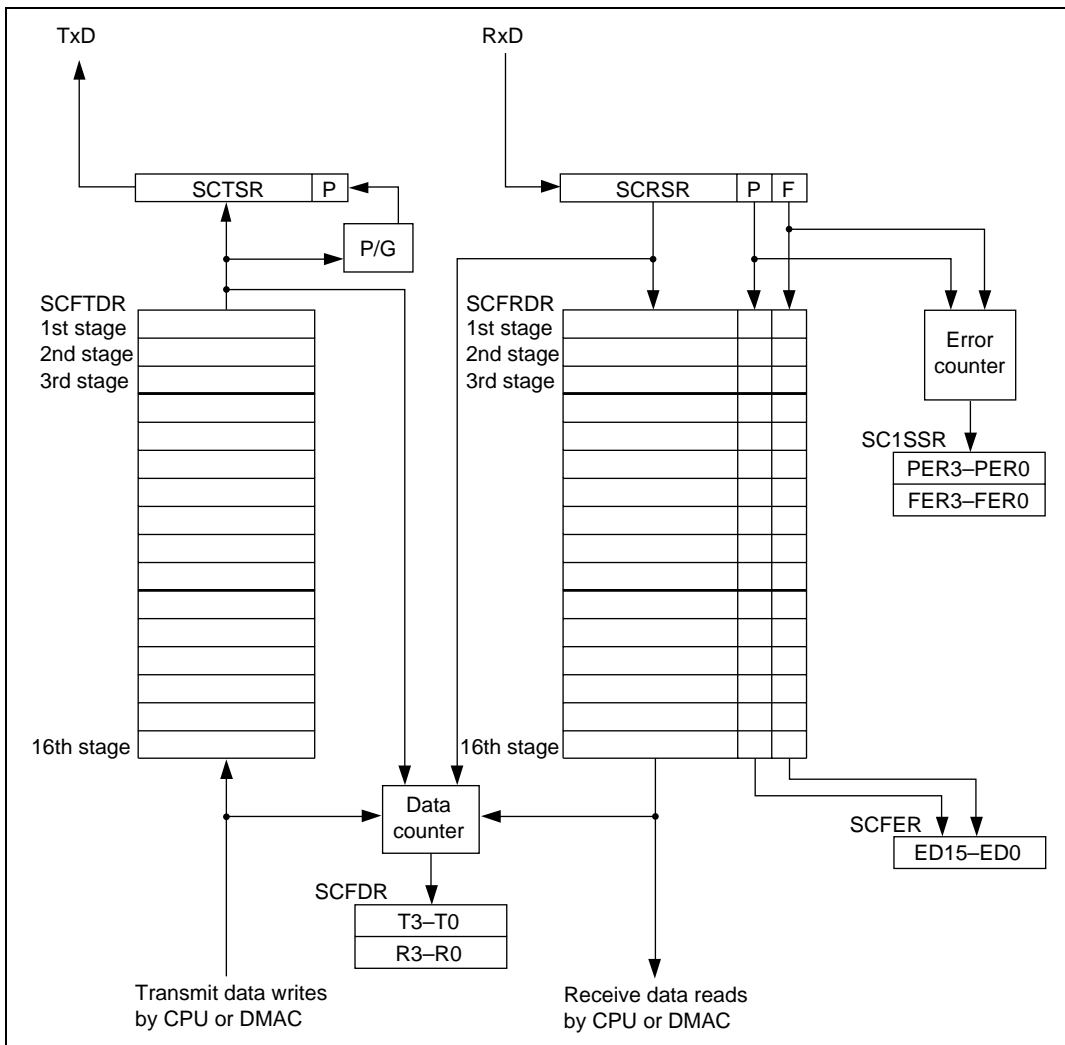 TxD
RxD
SCTSR P
SCRSR P F
P/G
SCFTDR
1st stage
2nd stage
3rd stage
16th stage
SCFRDR
1st stage
2nd stage
3rd stage
16th stage
Error
counter
SC1SSR
PER3–PER0
FER3–FER0
Data
counter
SCFER
ED15–ED0
SCFDR
T3–T0
R3–R0
Transmit data writes
by CPU or DMAC
Receive data reads
by CPU or DMAC